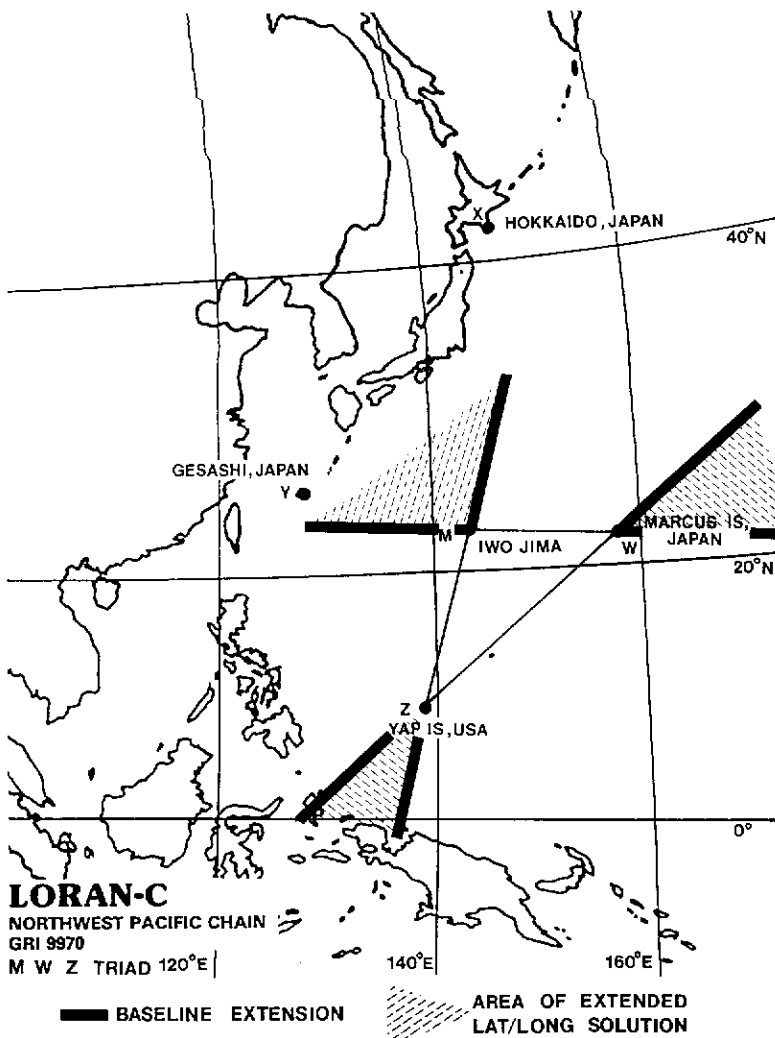 X
HOKKAIDO, JAPAN
40°N
GESASHI, JAPAN
Y
M
IWO JIMA
MARCUS IS,
JAPAN
W
20°N
Z
YAP IS, USA
0°
LORAN-C
NORTHWEST PACIFIC CHAIN
GRI 9970
M W Z TRIAD
120°E
140°E
160°E
BASELINE EXTENSION
AREA OF EXTENDED
LAT/LONG SOLUTION